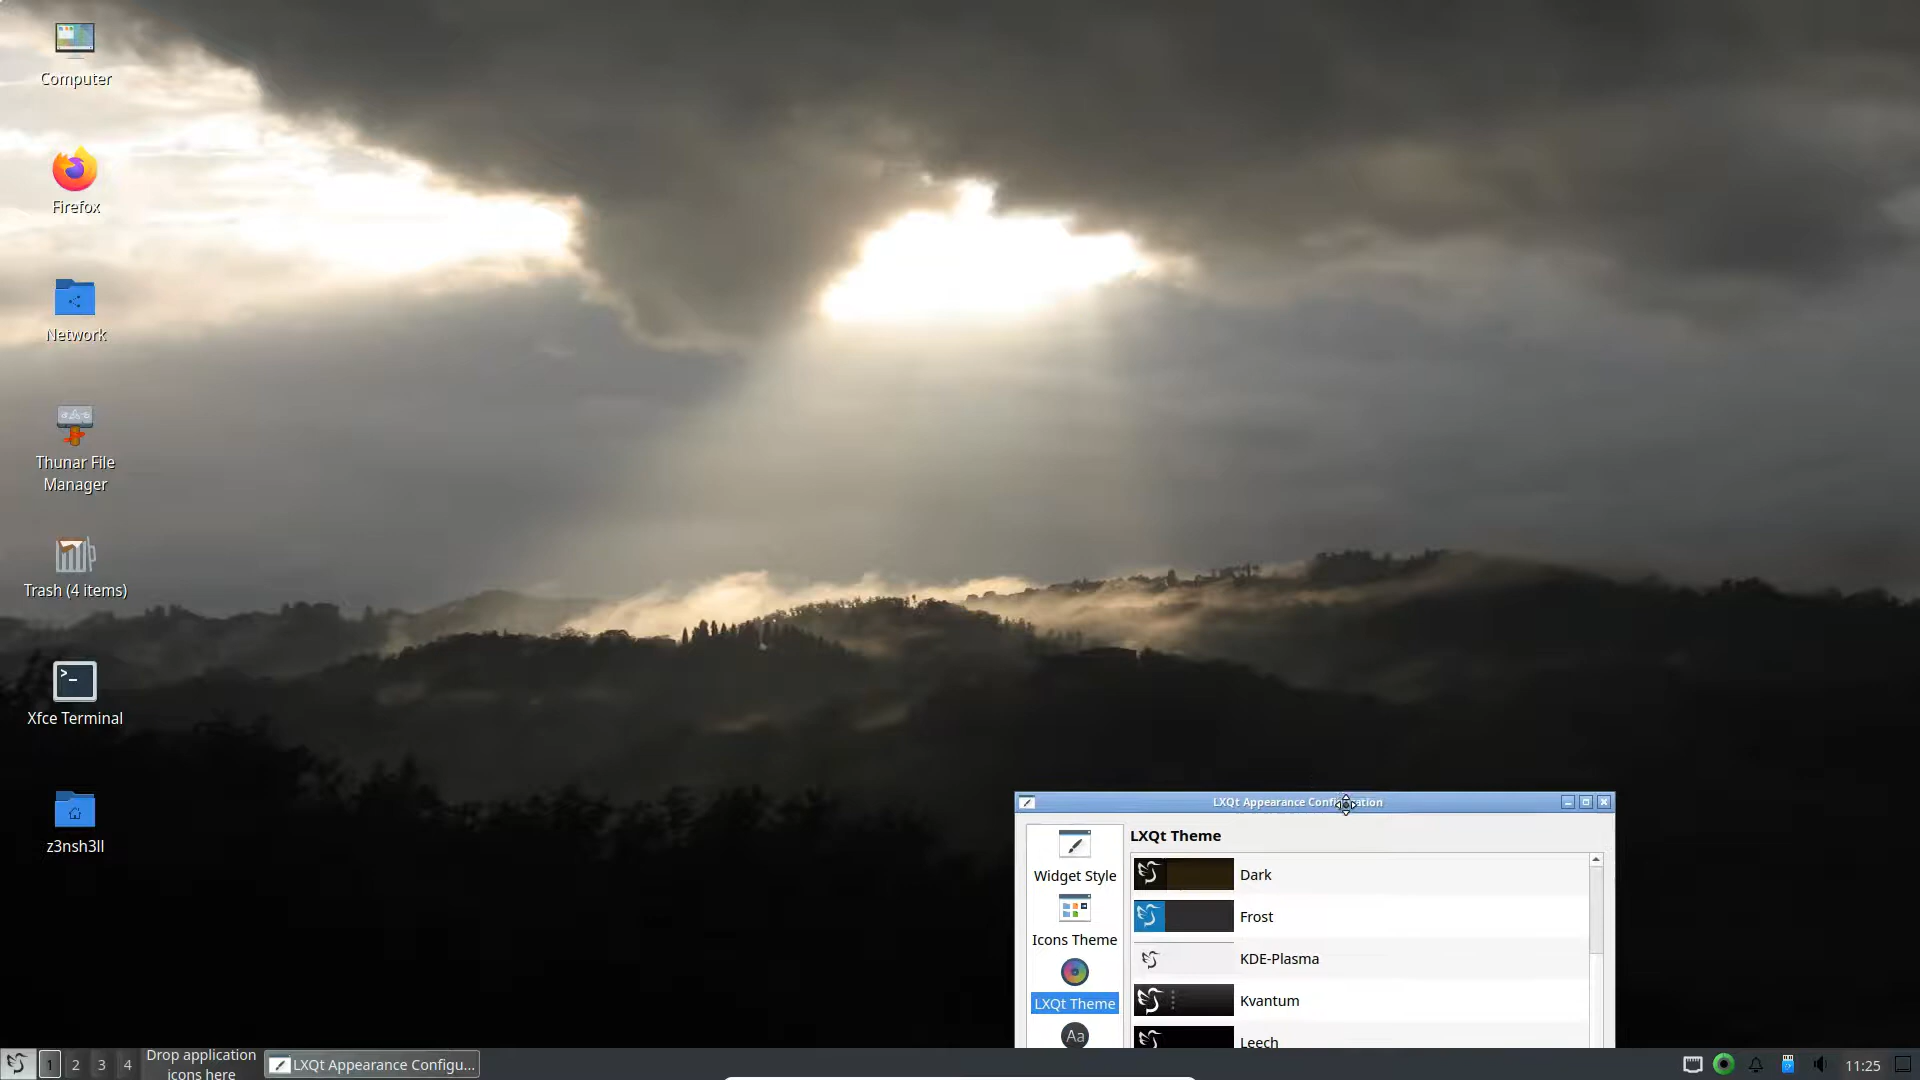 Computer
Firefox
Network
Thunar File
Manager
Trash (4 items)
Xfce Terminal
z3nsh3ll
LXQt Appearance Configuration
LXQt Theme
Widget Style
Icons Theme
LXQt Theme
Aa
Dark
Frost
KDE-Plasma
Kvantum
Leech
1
2
3
4
Drop application
icons here
LXQt Appearance Configu...
11:25